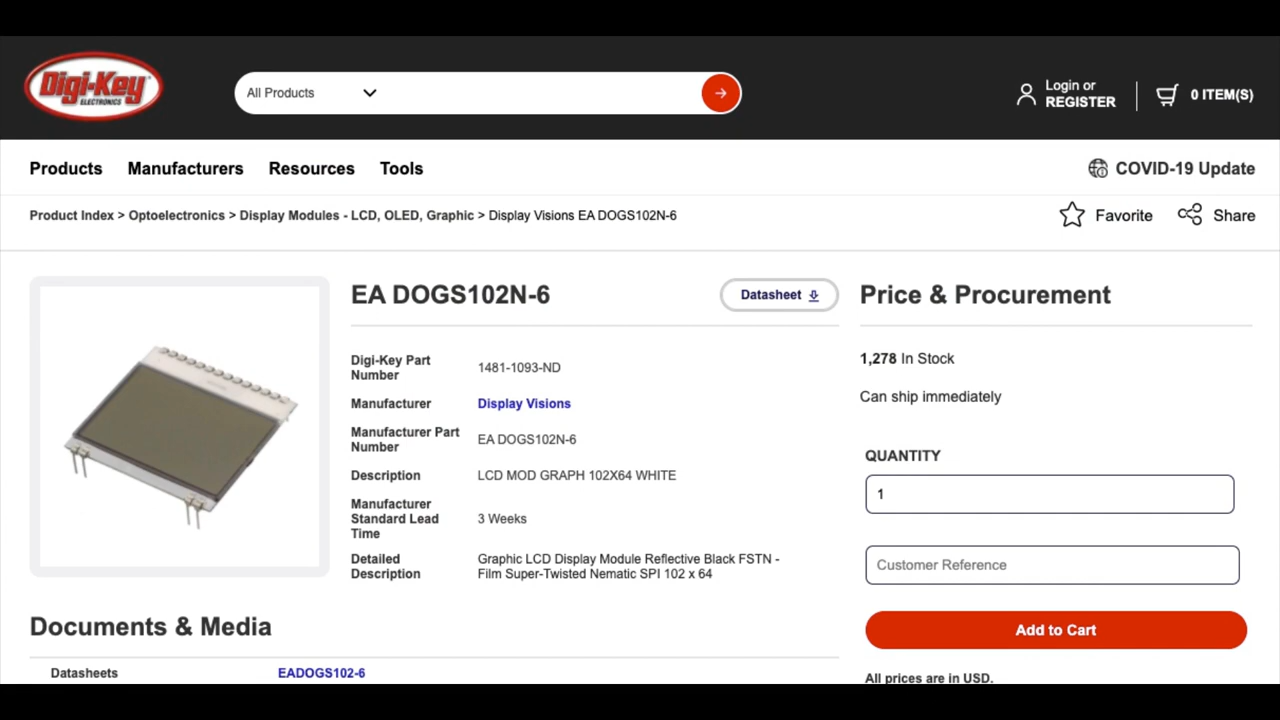 Digi-Key
ELECTRONICS
All Products
Login or
REGISTER
0 ITEM(S)
Products Manufacturers Resources Tools
COVID-19 Update
Product Index > Optoelectronics > Display Modules - LCD, OLED, Graphic > Display Visions EA DOGS102N-6
Favorite Share
EA DOGS102N-6
Datasheet
Digi-Key Part
Number
1481-1093-ND
Manufacturer Display Visions
Manufacturer Part
Number
EA DOGS102N-6
Description LCD MOD GRAPH 102X64 WHITE
Manufacturer
Standard Lead
Time
3 Weeks
Detailed
Description
Graphic LCD Display Module Reflective Black FSTN -
Film Super-Twisted Nematic SPI 102 x 64
Price & Procurement
1,278 In Stock
Can ship immediately
QUANTITY
1
Customer Reference
Add to Cart
All prices are in USD.
Documents & Media
Datasheets EADOGS102-6